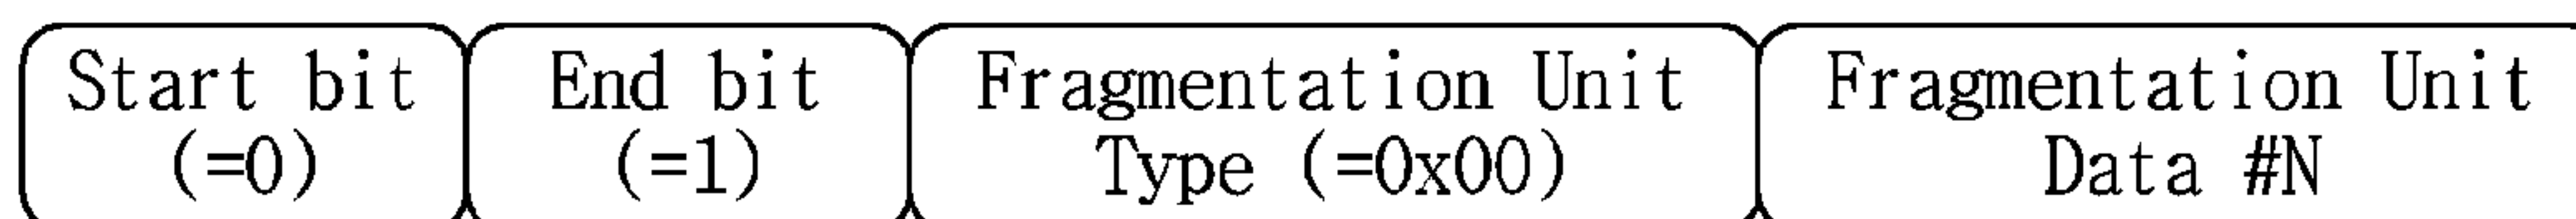 Start bit
(=0)
End bit
(=1)
Fragmentation Unit
Type (=0x00)
Fragmentation Unit
Data #N